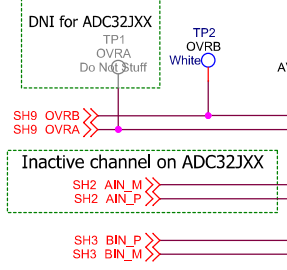 DNI for ADC32JXX
TP1
OVRA
Do Not Stuff
TP2
OVRB
White
A
SH9 OVRB
SH9 OVRA
Inactive channel on ADC32JXX
SH2 AIN_M
SH2 AIN_P
SH3 BIN_P
SH3 BIN_M